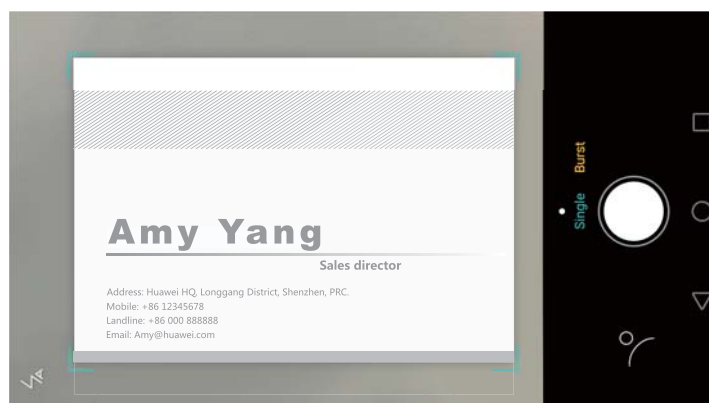 Amy Yang
Sales director
Address: Huawei HQ, Longgang District, Shenzhen, PRC.
Mobile: +86 12345678
Landline: +86 000 888888
Email: Amy@huawei.com
Single Burst